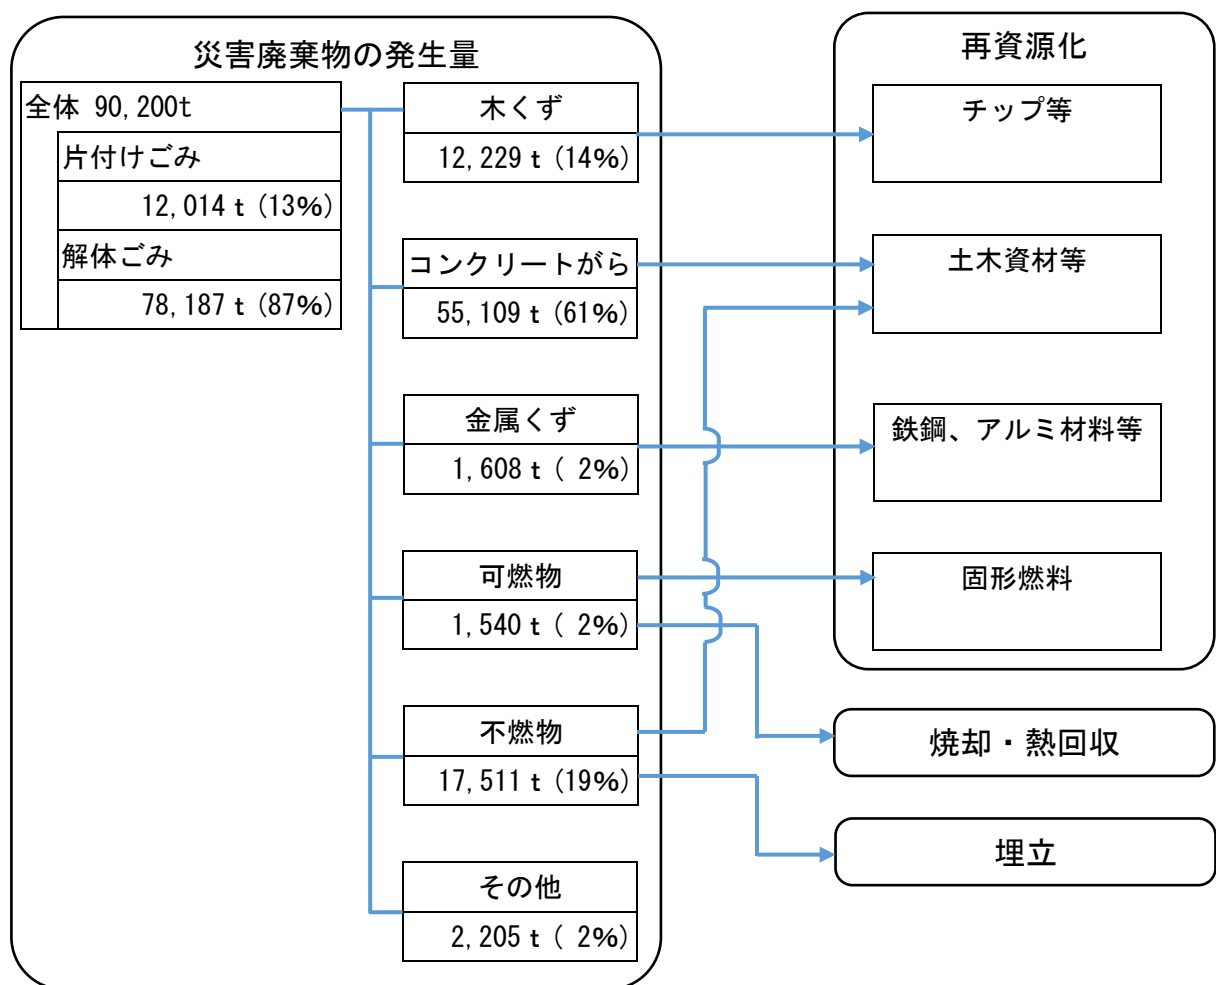 災害廃棄物の発生量
全体 90,200t
片付けごみ
12,014 t (13%)
解体ごみ
78,187 t (87%)
木くず
12,229 t (14%)
コンクリートがら
55,109 t (61%)
金属くず
1,608 t ( 2%)
可燃物
1,540 t ( 2%)
不燃物
17,511 t (19%)
その他
2,205 t ( 2%)
再資源化
チップ等
土木資材等
鉄鋼、アルミ材料等
固形燃料
焼却・熱回収
埋立